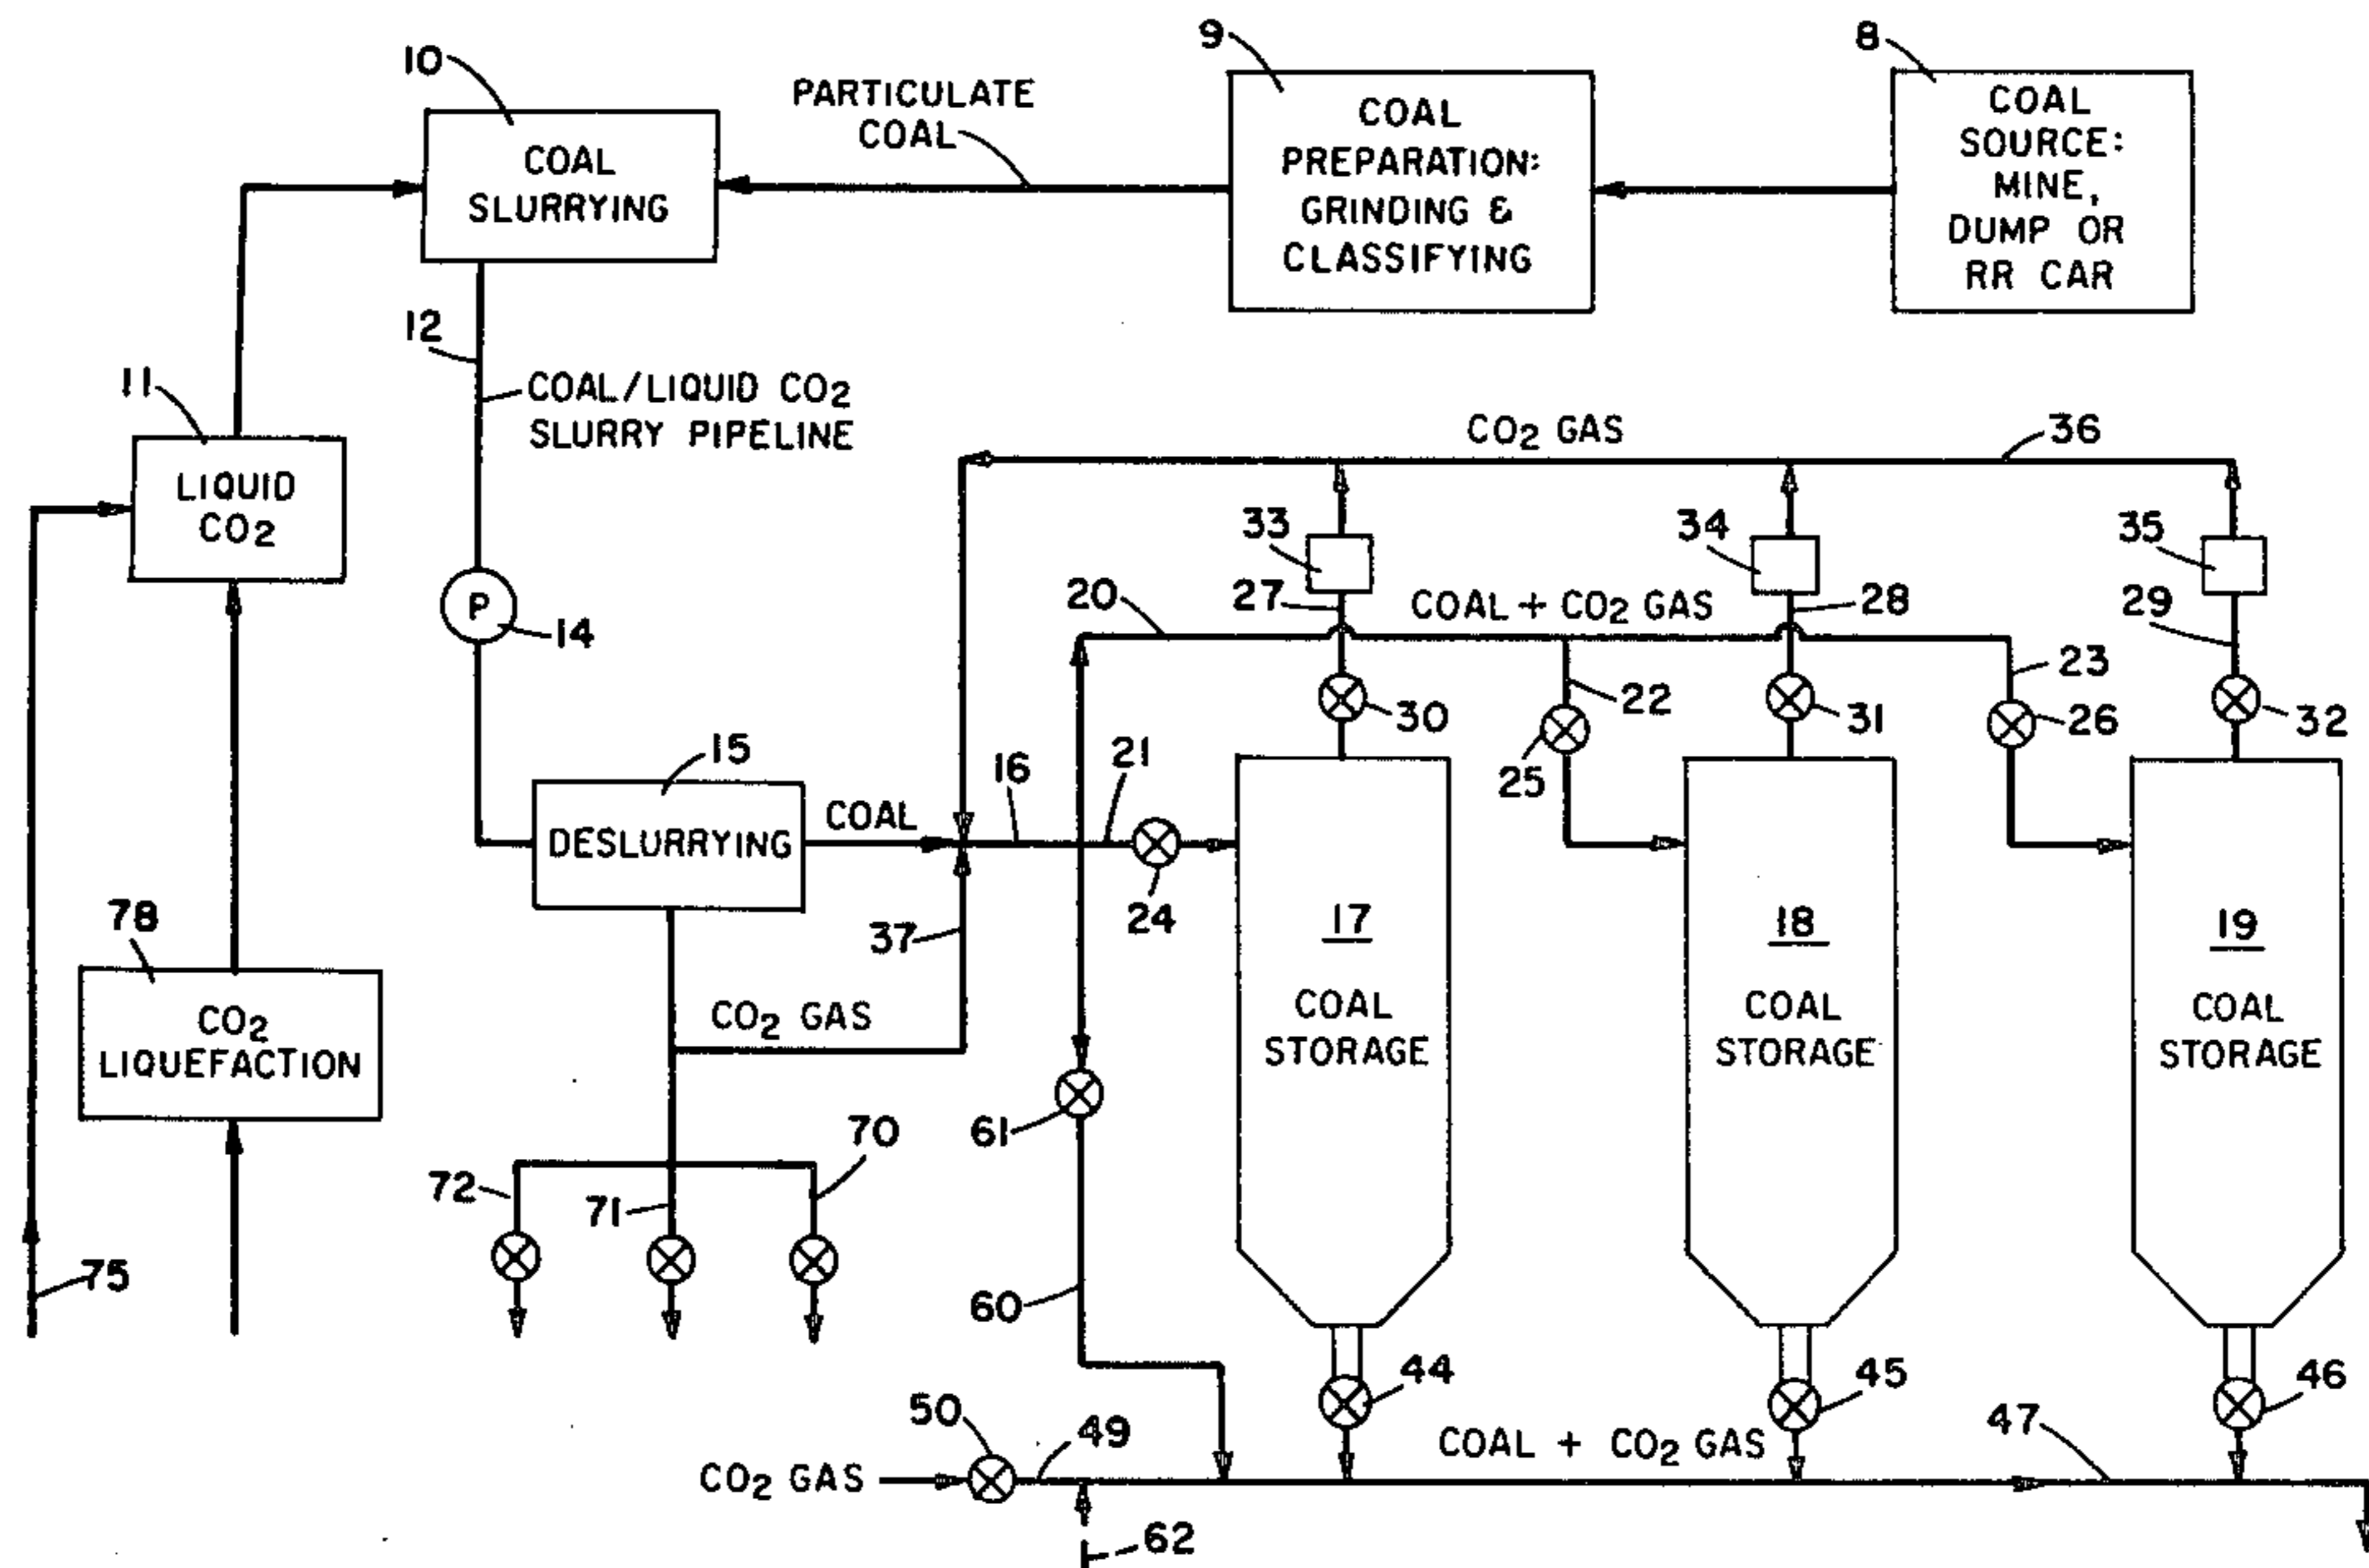 10
PARTICULATE
COAL
9
8
COAL
SLURRYING
COAL
PREPARATION:
GRINDING &
CLASSIFYING
COAL
SOURCE:
MINE,
DUMP OR
RR CAR
12
COAL/LIQUID CO2
SLURRY PIPELINE
11
LIQUID
CO2
P
14
CO2 GAS
36
33
34
35
20
27
COAL + CO2 GAS
28
29
22
23
30
25
31
26
32
15
DESLURRYING
COAL
16
21
24
37
CO2 GAS
78
CO2
LIQUEFACTION
17
COAL
STORAGE
18
COAL
STORAGE
19
COAL
STORAGE
61
70
72
71
75
60
44
45
46
50
49
COAL + CO2 GAS
47
CO2 GAS
62